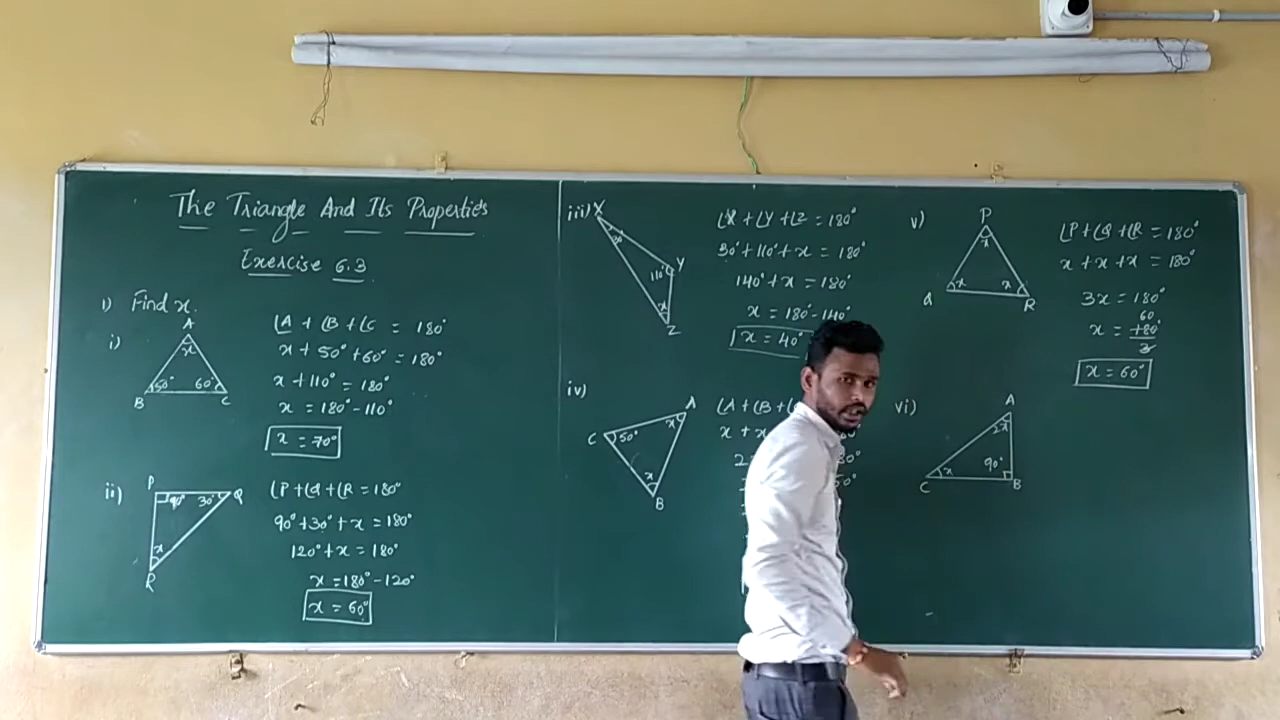 The Triangle And Its Properties
Exercise 6.3
1) Find x.
i)
A
x
50°
60°
B
C
∠A + ∠B + ∠C = 180°
x + 50° + 60° = 180°
x + 110° = 180°
x = 180° - 110°
x = 70°
ii)
P
90°
30°
Q
x
R
∠P + ∠Q + ∠R = 180°
90° + 30° + x = 180°
120° + x = 180°
x = 180° - 120°
x = 60°
iii)
X
30°
110°
Y
x
Z
∠X + ∠Y + ∠Z = 180°
30° + 110° + x = 180°
140° + x = 180°
x = 180° - 140°
x = 40°
iv)
A
x
C
50°
x
B
∠A + ∠B + ∠
x + x
2
v)
P
x
x
x
Q
R
∠P + ∠Q + ∠R = 180°
x + x + x = 180°
3x = 180°
60
x = 180°
3
x = 60°
vi)
A
2x
x
90°
C
B